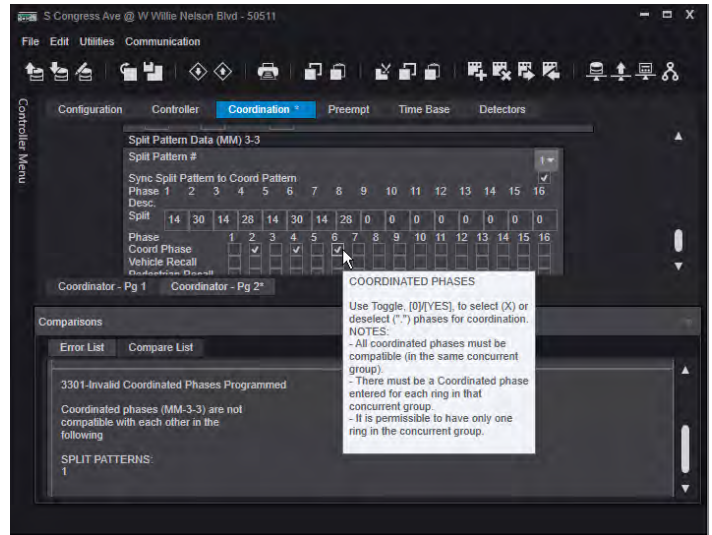 S Congress Ave @ W Willie Nelson Blvd - 50511
File Edit Utilities Communication
Controller Menu
Configuration Controller Coordination * Preempt Time Base Detectors
Split Pattern Data (MM) 3-3
Split Pattern # 1
Sync Split Pattern to Coord Pattern
Phase 1 2 3 4 5 6 7 8 9 10 11 12 13 14 15 16
Desc.
Split 14 30 14 28 14 30 14 28 0 0 0 0 0 0 0 0
Phase 1 2 3 4 5 6 7 8 9 10 11 12 13 14 15 16
Coord Phase
Vehicle Recall
Pedestrian Recall
Coordinator - Pg 1 Coordinator - Pg 2*
COORDINATED PHASES
Use Toggle, [0]/[YES], to select (X) or
deselect (".") phases for coordination.
NOTES:
- All coordinated phases must be
compatible (in the same concurrent
group).
- There must be a Coordinated phase
entered for each ring in that
concurrent group.
- If is permissible to have only one
ring in the concurrent group.
Comparisons
Error List Compare List
3301-Invalid Coordinated Phases Programmed
Coordinated phases (MM-3-3) are not
compatible with each other in the
following
SPLIT PATTERNS:
1